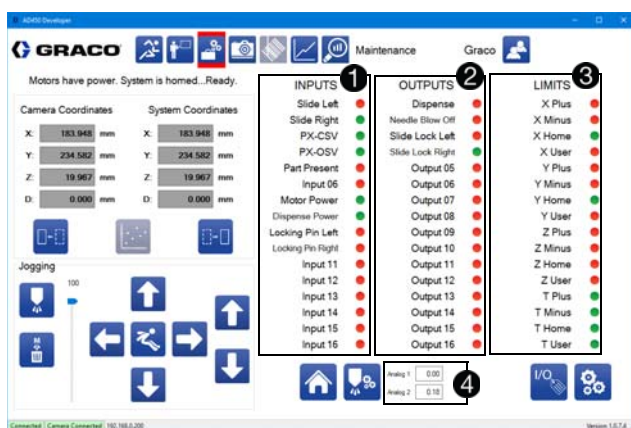 AD450 Developer
GRACO
Maintenance
Graco
Motors have power. System is homed...Ready.
Camera Coordinates
System Coordinates
X: 183.948 mm X: 183.948 mm
Y: 234.582 mm Y: 234.582 mm
Z: 19.967 mm Z: 19.967 mm
D: 0.000 mm D: 0.000 mm
Jogging
100
M
1
INPUTS
Slide Left
Slide Right
PX-CSV
PX-OSV
Part Present
Input 06
Motor Power
Dispense Power
Locking Pin Left
Locking Pin Right
Input 11
Input 12
Input 13
Input 14
Input 15
Input 16
2
OUTPUTS
Dispense
Needle Blow Off
Slide Lock Left
Slide Lock Right
Output 05
Output 06
Output 07
Output 08
Output 09
Output 10
Output 11
Output 12
Output 13
Output 14
Output 15
Output 16
3
LIMITS
X Plus
X Minus
X Home
X User
Y Plus
Y Minus
Y Home
Y User
Z Plus
Z Minus
Z Home
Z User
T Plus
T Minus
T Home
T User
Analog 1 0.00
Analog 2 0.18
4
I/O
Connected Camera Connected 192.168.0.200
Version 1.0.7.4